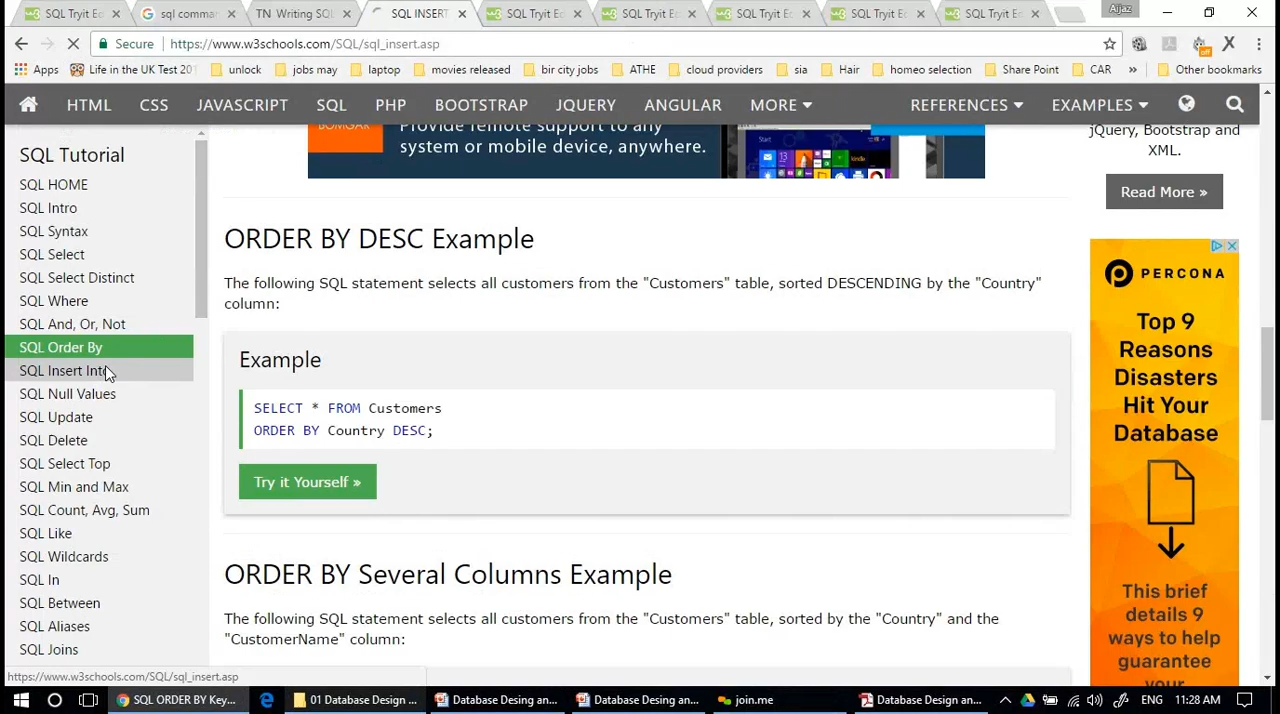 SQL Tryit Ed
sql comma
TN Writing SQL
SQL INSERT
SQL Tryit Ed
SQL Tryit Ed
SQL Tryit Ed
SQL Tryit Ed
SQL Tryit Ed
Aijaz
Secure
https://www.w3schools.com/SQL/sql_insert.asp
Apps
Life in the UK Test 201
unlock
jobs may
laptop
movies released
bir city jobs
ATHE
cloud providers
sia
Hair
homeo selection
Share Point
CAR
»
Other bookmarks
HTML
CSS
JAVASCRIPT
SQL
PHP
BOOTSTRAP
JQUERY
ANGULAR
MORE
REFERENCES
EXAMPLES
SQL Tutorial
SQL HOME
SQL Intro
SQL Syntax
SQL Select
SQL Select Distinct
SQL Where
SQL And, Or, Not
SQL Order By
SQL Insert Into
SQL Null Values
SQL Update
SQL Delete
SQL Select Top
SQL Min and Max
SQL Count, Avg, Sum
SQL Like
SQL Wildcards
SQL In
SQL Between
SQL Aliases
SQL Joins
https://www.w3schools.com/SQL/sql_insert.asp
BOMGAR
Provide remote support to any
system or mobile device, anywhere.
Start
ORDER BY DESC Example
The following SQL statement selects all customers from the "Customers" table, sorted DESCENDING by the "Country"
column:
Example
SELECT * FROM Customers
ORDER BY Country DESC;
Try it Yourself »
ORDER BY Several Columns Example
The following SQL statement selects all customers from the "Customers" table, sorted by the "Country" and the
"CustomerName" column:
jQuery, Bootstrap and
XML.
Read More »
PERCONA
Top 9
Reasons
Disasters
Hit Your
Database
This brief
details 9
ways to help
guarantee
your
SQL ORDER BY Key...
01 Database Design ...
Database Desing an...
Database Desing an...
join.me
Database Design an...
ENG
11:28 AM